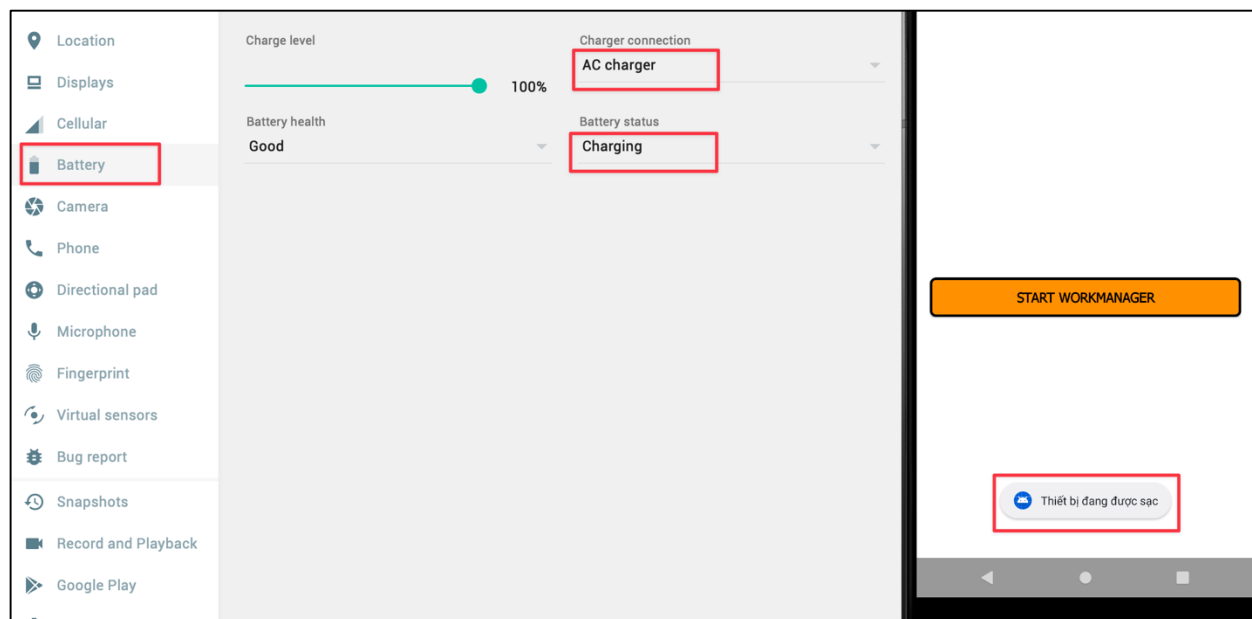 Location
Displays
Cellular
Battery
Camera
Phone
Directional pad
Microphone
Fingerprint
Virtual sensors
Bug report
Snapshots
Record and Playback
Google Play
Charge level
100%
Charger connection
AC charger
Battery health
Good
Battery status
Charging
START WORKMANAGER
Thiết bị đang được sạc